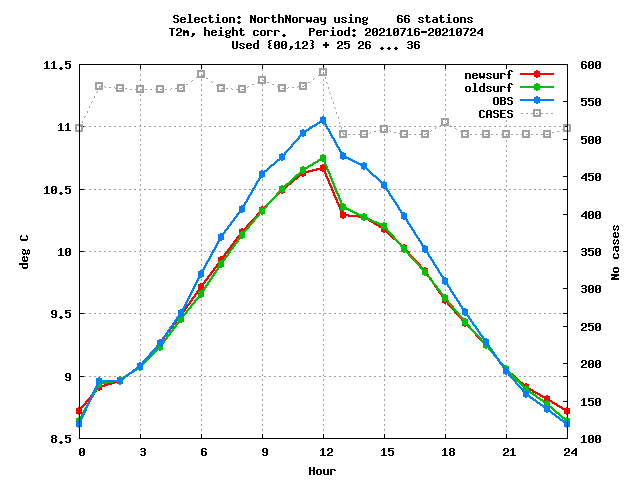 Selection: NorthNorway using    66 stations
T2m, height corr.   Period: 20210716-20210724
Used {00,12} + 25 26 ... 36
newsurf
oldsurf
OBS
CASES
deg C
11.5
11
10.5
10
9.5
9
8.5
600
550
500
450
400
350
300
250
200
150
100
No cases
0 3 6 9 12 15 18 21 24
Hour